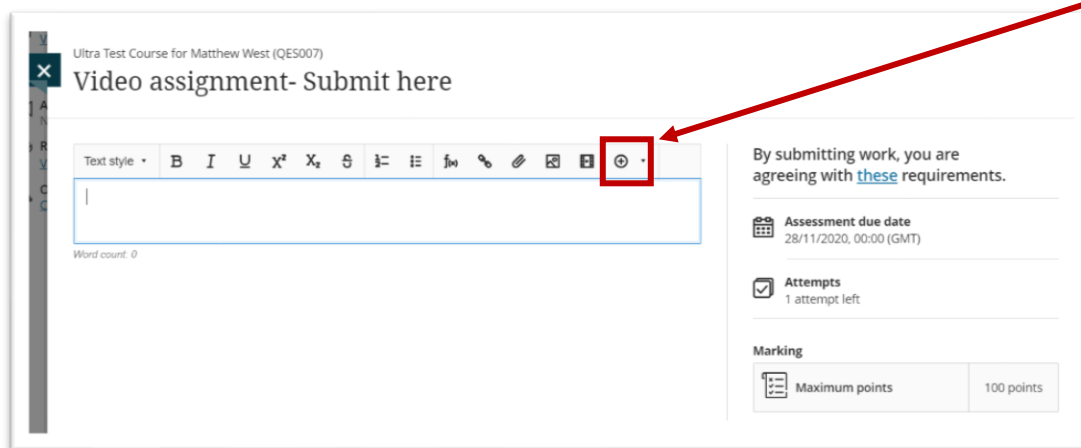 Ultra Test Course for Matthew West (QES007)
Video assignment- Submit here
Text style B I U X² X₂ S f(x)
Word count: 0
By submitting work, you are
agreeing with these requirements.
Assessment due date
28/11/2020, 00:00 (GMT)
Attempts
1 attempt left
Marking
Maximum points 100 points